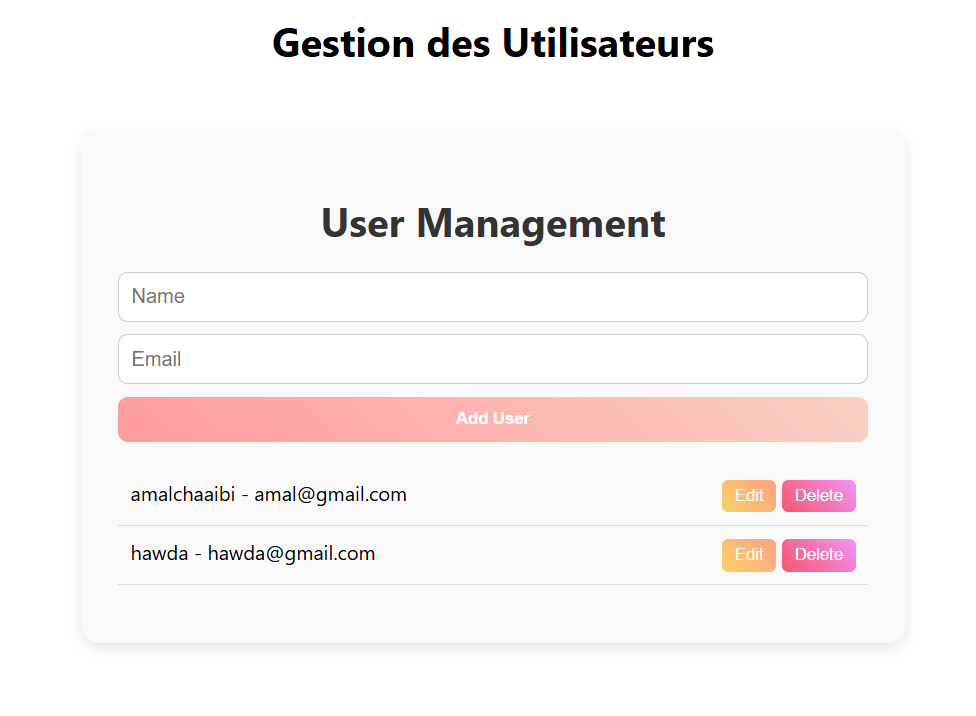 Gestion des Utilisateurs
User Management
Name
Email
Add User
amalchaaibi - amal@gmail.com Edit Delete
hawda - hawda@gmail.com Edit Delete